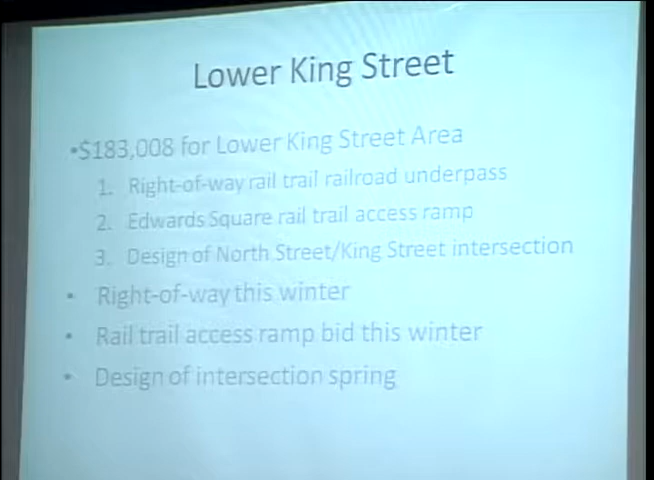 Lower King Street
•$183,008 for Lower King Street Area
1. Right-of-way rail trail railroad underpass
2. Edwards Square rail trail access ramp
3. Design of North Street/King Street intersection
• Right-of-way this winter
• Rail trail access ramp bid this winter
• Design of intersection spring